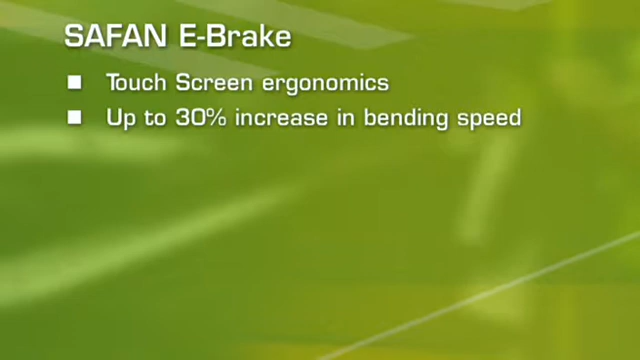 SAFAN E-Brake
Touch Screen ergonomics
Up to 30% increase in bending speed